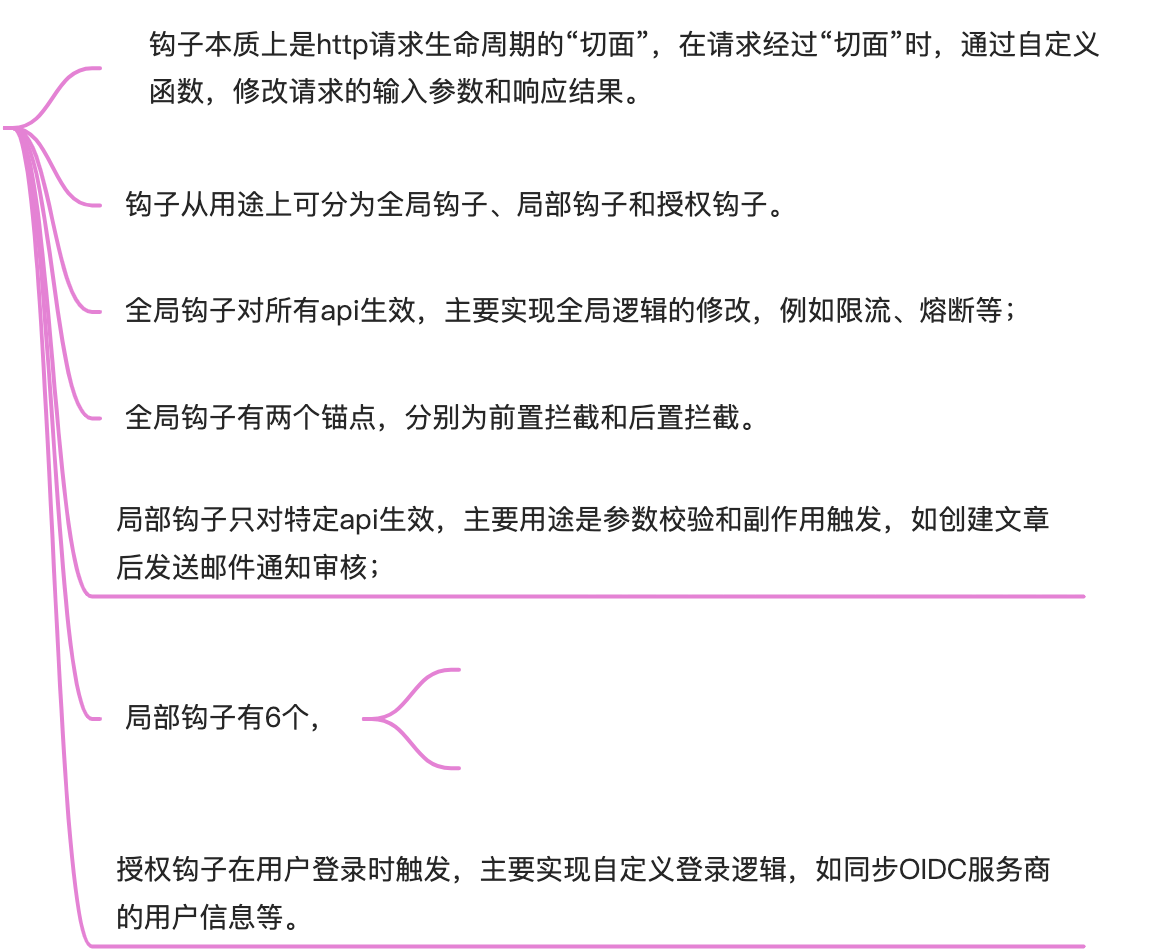 钩子本质上是http请求生命周期的“切面”，在请求经过“切面”时，通过自定义
函数，修改请求的输入参数和响应结果。
钩子从用途上可分为全局钩子、局部钩子和授权钩子。
全局钩子对所有api生效，主要实现全局逻辑的修改，例如限流、熔断等；
全局钩子有两个锚点，分别为前置拦截和后置拦截。
局部钩子只对特定api生效，主要用途是参数校验和副作用触发，如创建文章
后发送邮件通知审核；
局部钩子有6个，
授权钩子在用户登录时触发，主要实现自定义登录逻辑，如同步OIDC服务商
的用户信息等。